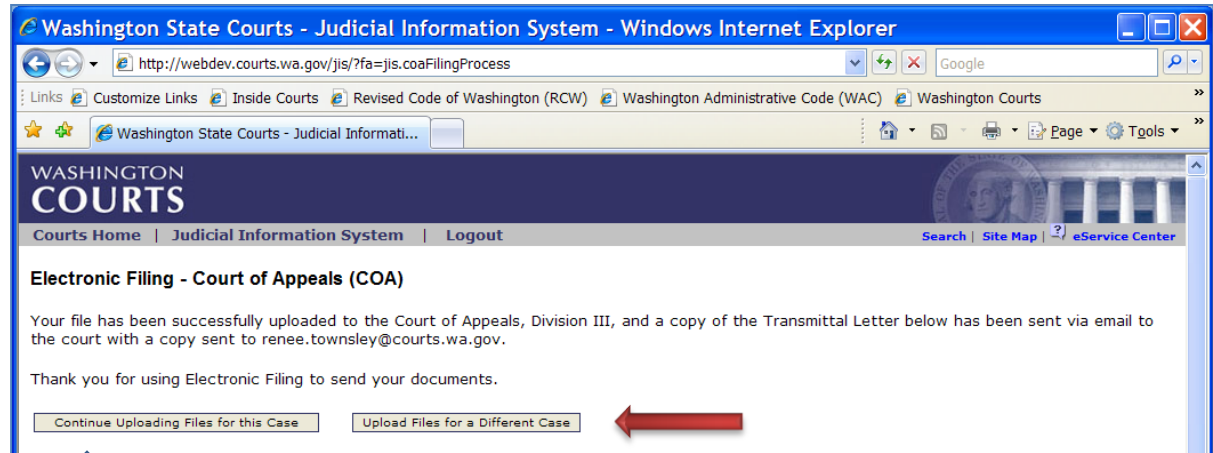 Washington State Courts - Judicial Information System - Windows Internet Explorer
http://webdev.courts.wa.gov/jis/?fa=jis.coaFilingProcess
Google
Links Customize Links Inside Courts Revised Code of Washington (RCW) Washington Administrative Code (WAC) Washington Courts »
Washington State Courts - Judicial Informati... Page Tools »
WASHINGTON
COURTS
Courts Home | Judicial Information System | Logout Search | Site Map | eService Center
Electronic Filing - Court of Appeals (COA)
Your file has been successfully uploaded to the Court of Appeals, Division III, and a copy of the Transmittal Letter below has been sent via email to
the court with a copy sent to renee.townsley@courts.wa.gov.
Thank you for using Electronic Filing to send your documents.
Continue Uploading Files for this Case Upload Files for a Different Case